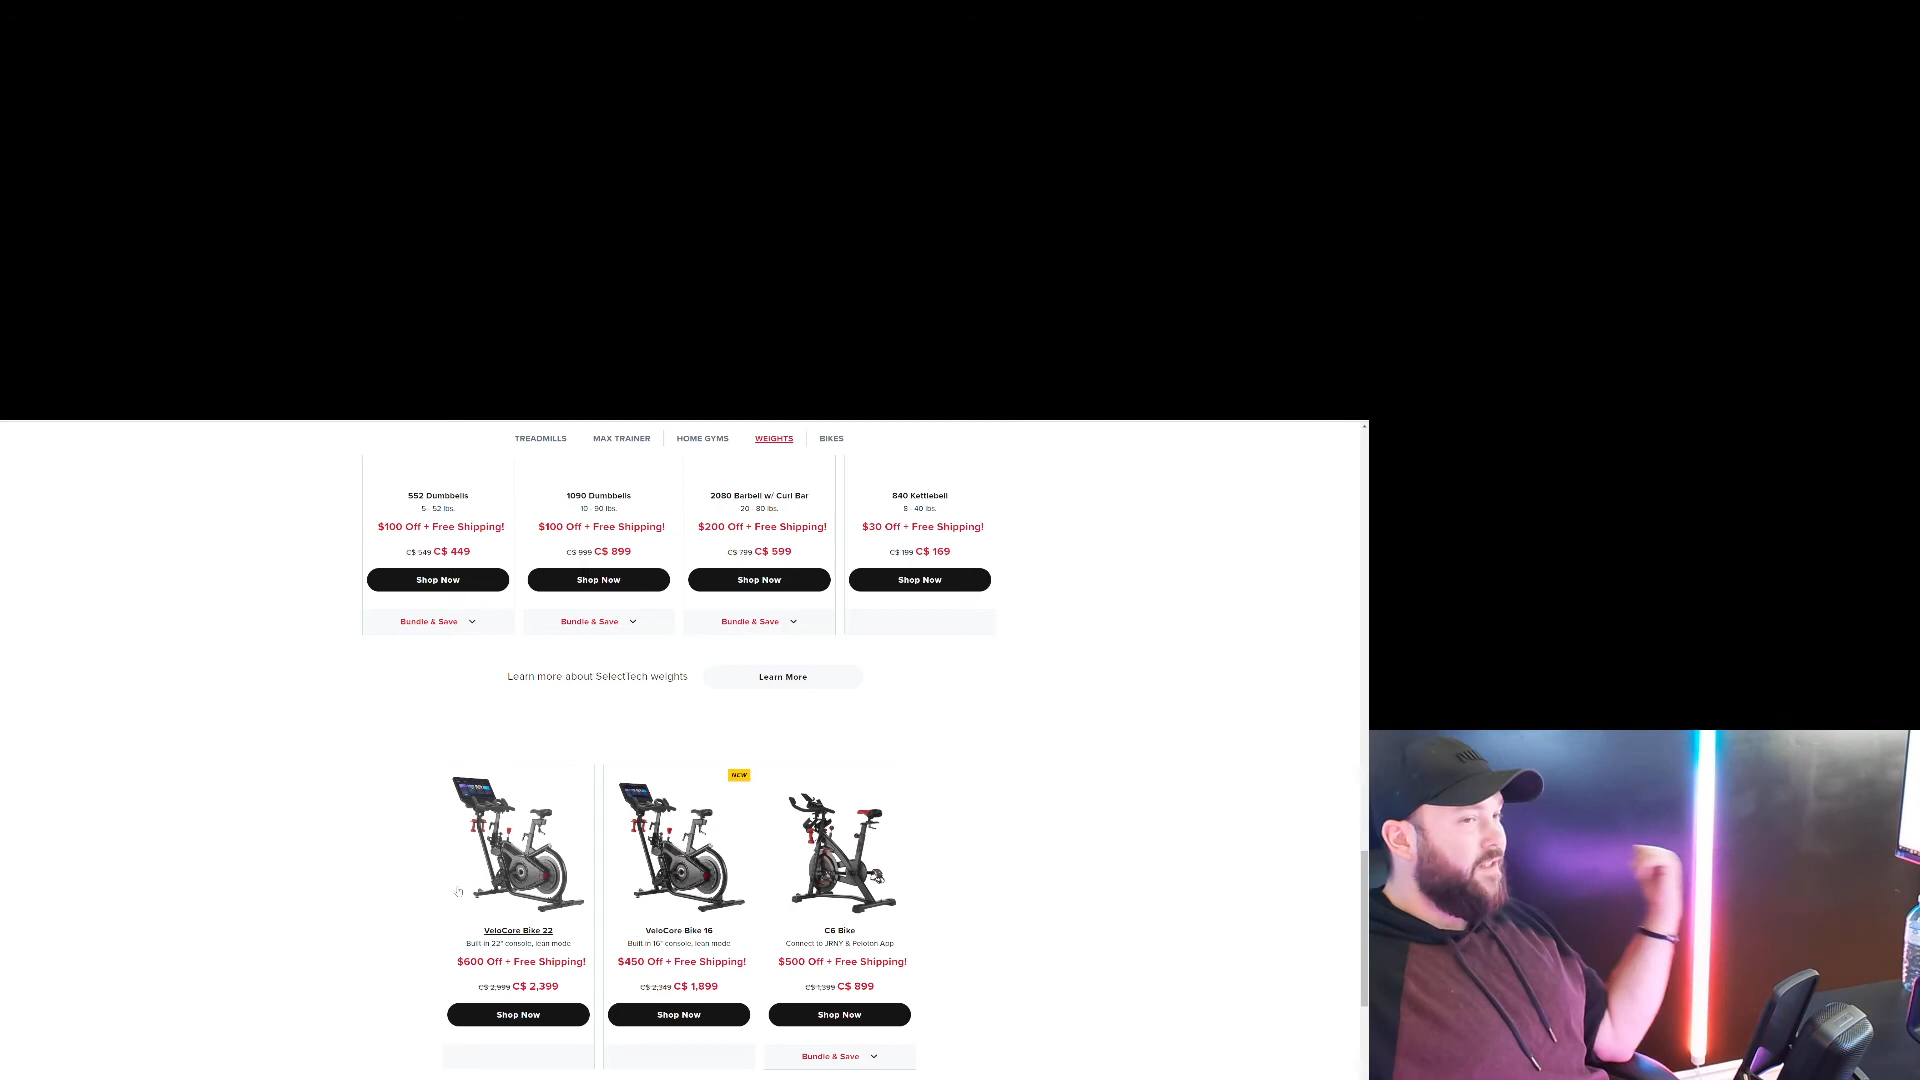 TREADMILLS MAX TRAINER HOME GYMS WEIGHTS BIKES
552 Dumbbells
5 - 52 lbs.
$100 Off + Free Shipping!
C$ 549 C$ 449
Shop Now
Bundle & Save
1090 Dumbbells
10 - 90 lbs.
$100 Off + Free Shipping!
C$ 999 C$ 899
Shop Now
Bundle & Save
2080 Barbell w/ Curl Bar
20 - 80 lbs.
$200 Off + Free Shipping!
C$ 799 C$ 599
Shop Now
Bundle & Save
840 Kettlebell
8 - 40 lbs.
$30 Off + Free Shipping!
C$ 199 C$ 169
Shop Now
Learn more about SelectTech weights Learn More
VeloCore Bike 22
Built in 22" console, lean mode
$600 Off + Free Shipping!
C$ 2,999 C$ 2,399
Shop Now
NEW
VeloCore Bike 16
Built in 16" console, lean mode
$450 Off + Free Shipping!
C$ 2,349 C$ 1,899
Shop Now
C6 Bike
Connect to JRNY & Peloton App
$500 Off + Free Shipping!
C$ 1,399 C$ 899
Shop Now
Bundle & Save